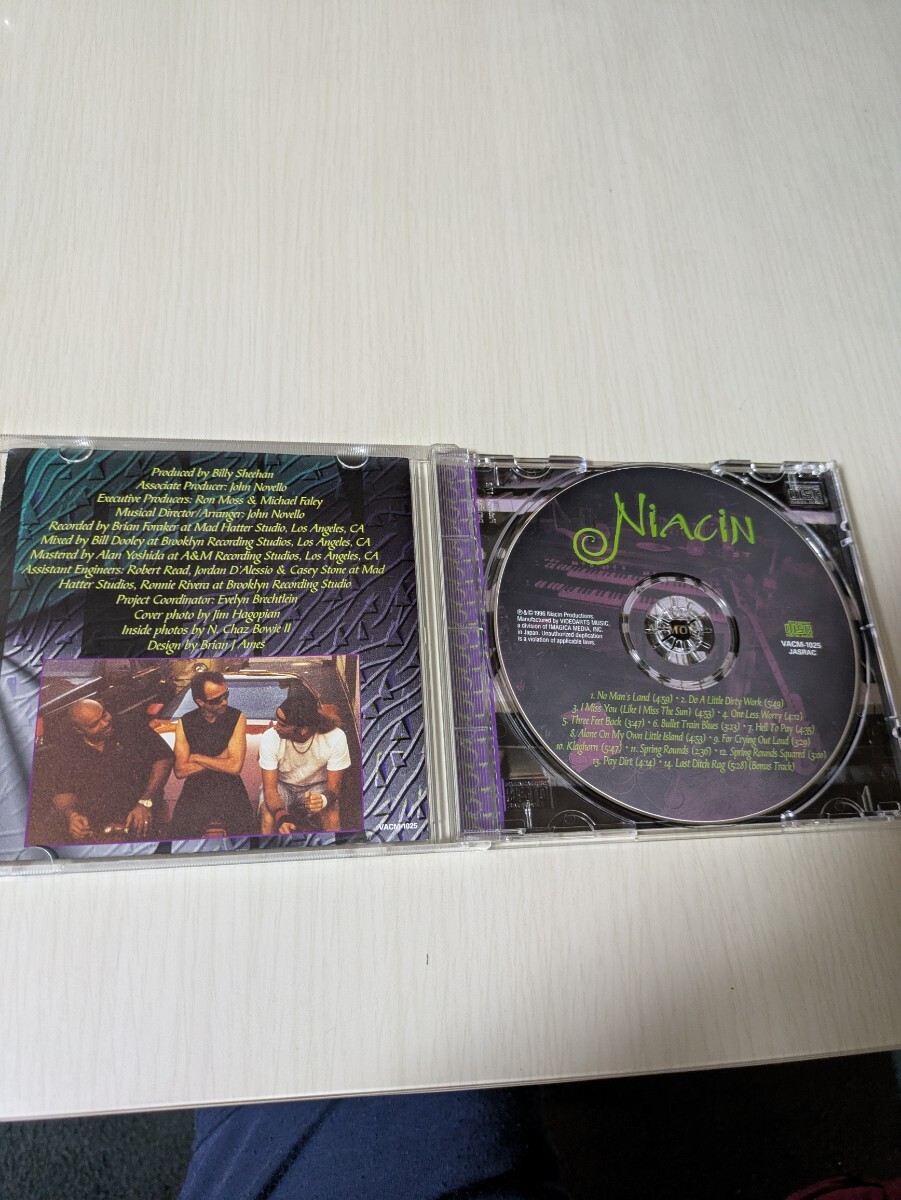 Produced by Billy Sheehan
Associate Producer: John Novello
Executive Producers: Ron Moss & Michael Faley
Musical Director/Arranger: John Novello
Recorded by Brian Foraker at Mad Hatter Studio, Los Angeles, CA
Mixed by Bill Dooley at Brooklyn Recording Studios, Los Angeles, CA
Mastered by Alan Yoshida at A&M Recording Studios, Los Angeles, CA
Assistant Engineers: Robert Read, Jordan D'Alessio & Casey Stone at Mad
Hatter Studios, Ronnie Rivera at Brooklyn Recording Studio
Project Coordinator: Evelyn Brechtlein
Cover photo by Jim Hagopian
Inside photos by N. Chaz Bowie II
Design by Brian J Ames
VACM-1025
NIACIN
℗&© 1996 Niacin Productions.
Manufactured by VIDEOARTS MUSIC,
a division of IMAGICA MEDIA, INC.
in Japan. Unauthorized duplication
is a violation of applicable laws.
VACM-1025
JASRAC
1. No Man's Land (4:59) • 2. Do A Little Dirty Work (5:49)
3. I Miss You (Like I Miss The Sun) (4:53) • 4. One Less Worry (4:12)
5. Three Feet Back (3:47) • 6. Bullet Train Blues (3:23) • 7. Hell To Pay (4:35)
8. Alone On My Own Little Island (4:53) • 9. For Crying Out Loud (3:29)
10. Klaghorn (5:47) • 11. Spring Rounds (2:36) • 12. Spring Rounds Squared (3:00)
13. Pay Dirt (4:14) • 14. Last Ditch Rag (5:28) (Bonus Track)